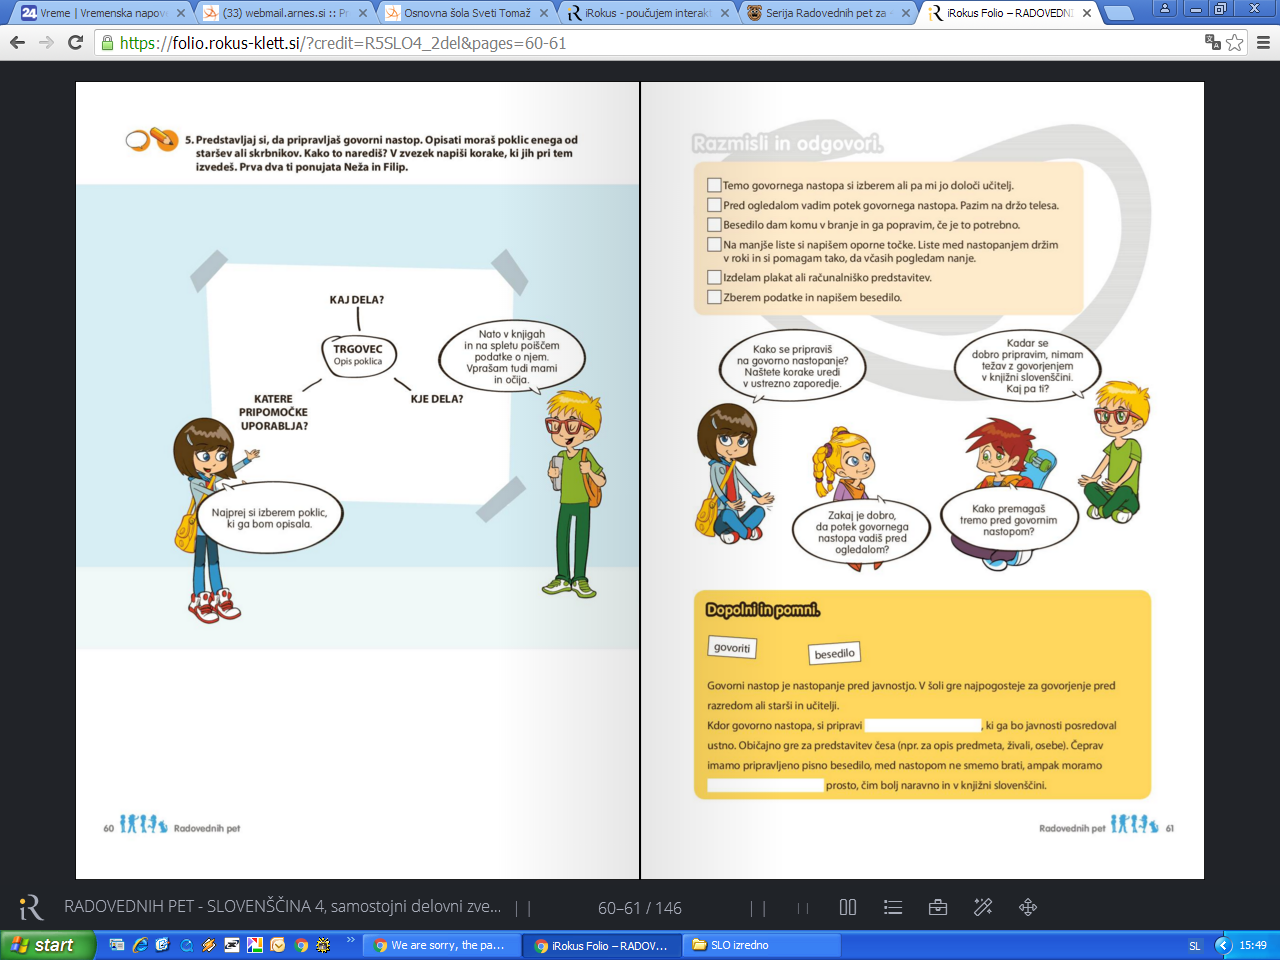 Vreme | Vremenska napov
(33) webmail.arnes.si :: Pr
Osnovna šola Sveti Tomaž
iRokus - poučujem interakt
Serija Radovednih pet za
iRokus Folio – RADOVEDNI
https://folio.rokus-klett.si/?credit=R5SLO4_2del&pages=60-61
5. Predstavljaj si, da pripravljaš govorni nastop. Opisati moraš poklic enega od
staršev ali skrbnikov. Kako to narediš? V zvezek napiši korake, ki jih pri tem
izvedeš. Prva dva ti ponujata Neža in Filip.
KAJ DELA?
TRGOVEC
Opis poklica
KATERE
PRIPOMOČKE
UPORABLJA?
KJE DELA?
Nato v knjigah
in na spletu poiščem
podatke o njem.
Vprašam tudi mami
in očija.
Najprej si izberem poklic,
ki ga bom opisala.
60
Radovednih pet
Razmisli in odgovori.
Temo govornega nastopa si izberem ali pa mi jo določi učitelj.
Pred ogledalom vadim potek govornega nastopa. Pazim na držo telesa.
Besedilo dam komu v branje in ga popravim, če je to potrebno.
Na manjše liste si napišem oporne točke. Liste med nastopanjem držim
v roki in si pomagam tako, da včasih pogledam nanje.
Izdelam plakat ali računalniško predstavitev.
Zberem podatke in napišem besedilo.
Kako se pripraviš
na govorno nastopanje?
Naštete korake uredi
v ustrezno zaporedje.
Kadar se
dobro pripravim, nimam
težav z govorjenjem
v knjižni slovenščini.
Kaj pa ti?
Zakaj je dobro,
da potek govornega
nastopa vadiš pred
ogledalom?
Kako premagaš
tremo pred govornim
nastopom?
Dopolni in pomni.
govoriti
besedilo
Govorni nastop je nastopanje pred javnostjo. V šoli gre najpogosteje za govorjenje pred
razredom ali starši in učitelji.
Kdor govorno nastopa, si pripravi , ki ga bo javnosti posredoval
ustno. Običajno gre za predstavitev česa (npr. za opis predmeta, živali, osebe). Čeprav
imamo pripravljeno pisno besedilo, med nastopom ne smemo brati, ampak moramo
prosto, čim bolj naravno in v knjižni slovenščini.
Radovednih pet
61
iR
RADOVEDNIH PET - SLOVENŠČINA 4, samostojni delovni zve...
60–61 / 146
start
We are sorry, the pa...
iRokus Folio – RADOV...
SLO izredno
SL
15:49